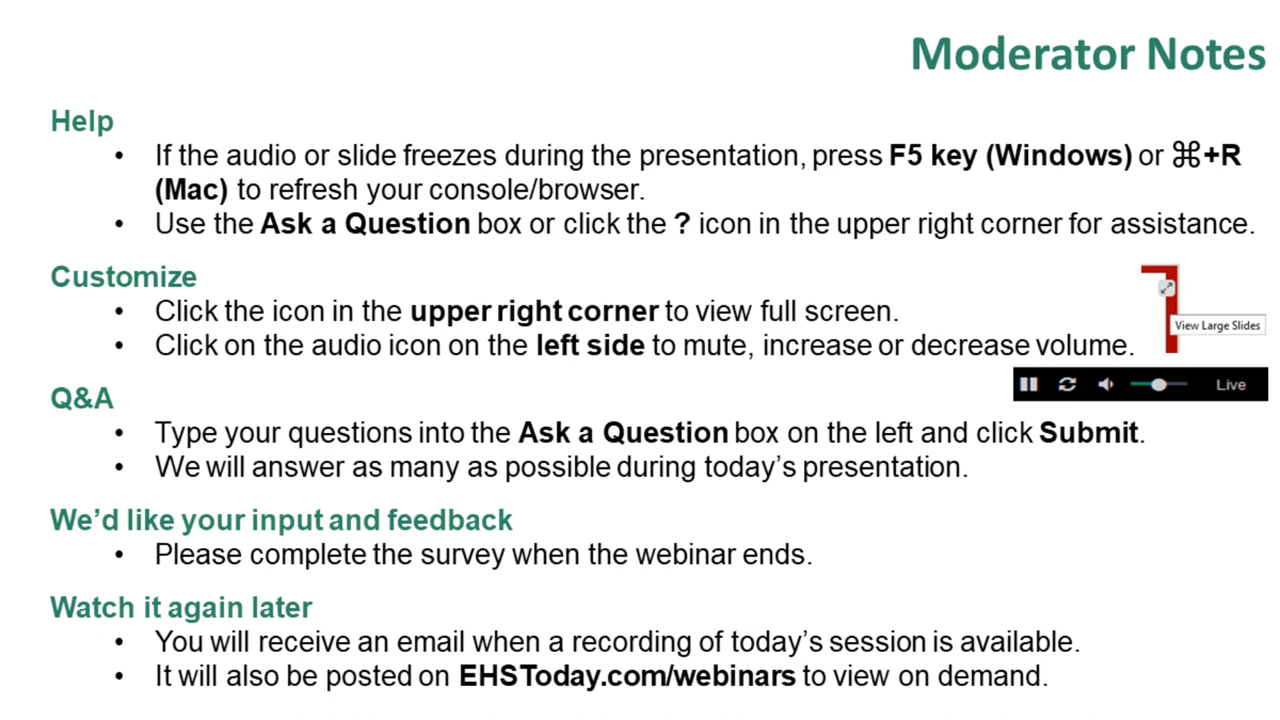 Moderator Notes
Help
• If the audio or slide freezes during the presentation, press F5 key (Windows) or ⌘+R
(Mac) to refresh your console/browser.
• Use the Ask a Question box or click the ? icon in the upper right corner for assistance.
Customize
• Click the icon in the upper right corner to view full screen.
View Large Slides
• Click on the audio icon on the left side to mute, increase or decrease volume.
Live
Q&A
• Type your questions into the Ask a Question box on the left and click Submit.
• We will answer as many as possible during today's presentation.
We'd like your input and feedback
• Please complete the survey when the webinar ends.
Watch it again later
• You will receive an email when a recording of today's session is available.
• It will also be posted on EHSToday.com/webinars to view on demand.